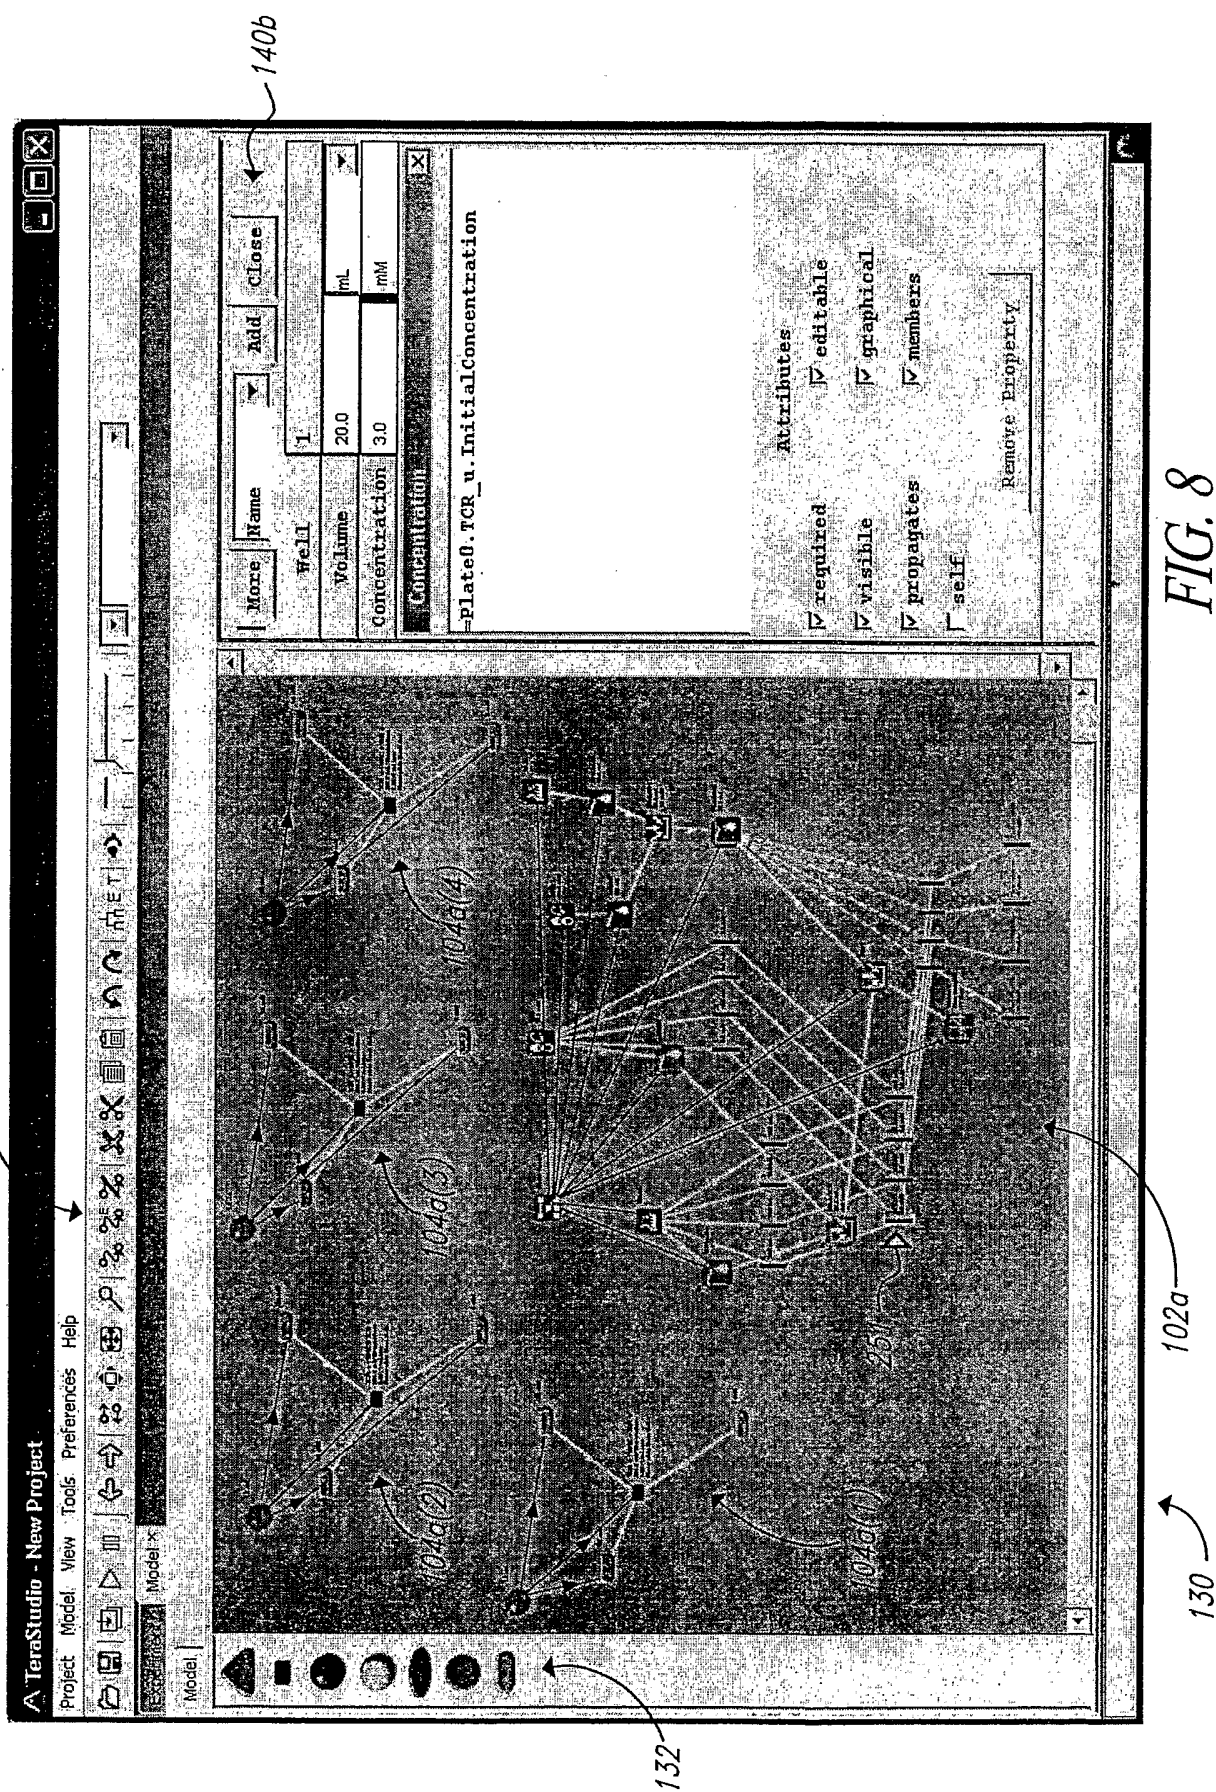 TeraStudio - New Project
Project Model View Tools Preferences Help
E T
Model ×
Model
More Name Add Close
Well 1
Volume 20.0 mL
Concentration 3.0 mM
Concentration
=Plate0.TCR_u.InitialConcentration
Attributes
required editable
visible graphical
propagates members
self
Remove Property
140b
104a(1)
104a(2)
104a(3)
104a(4)
251
132
130
102a
FIG. 8